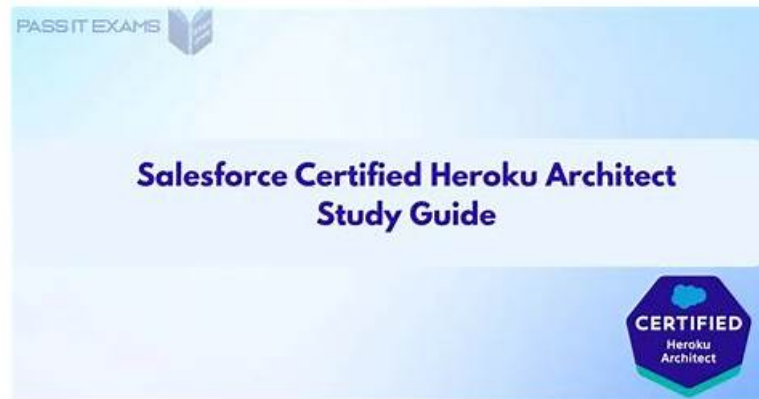 PASS IT EXAMS
Salesforce Certified Heroku Architect
Study Guide
CERTIFIED
Heroku
Architect